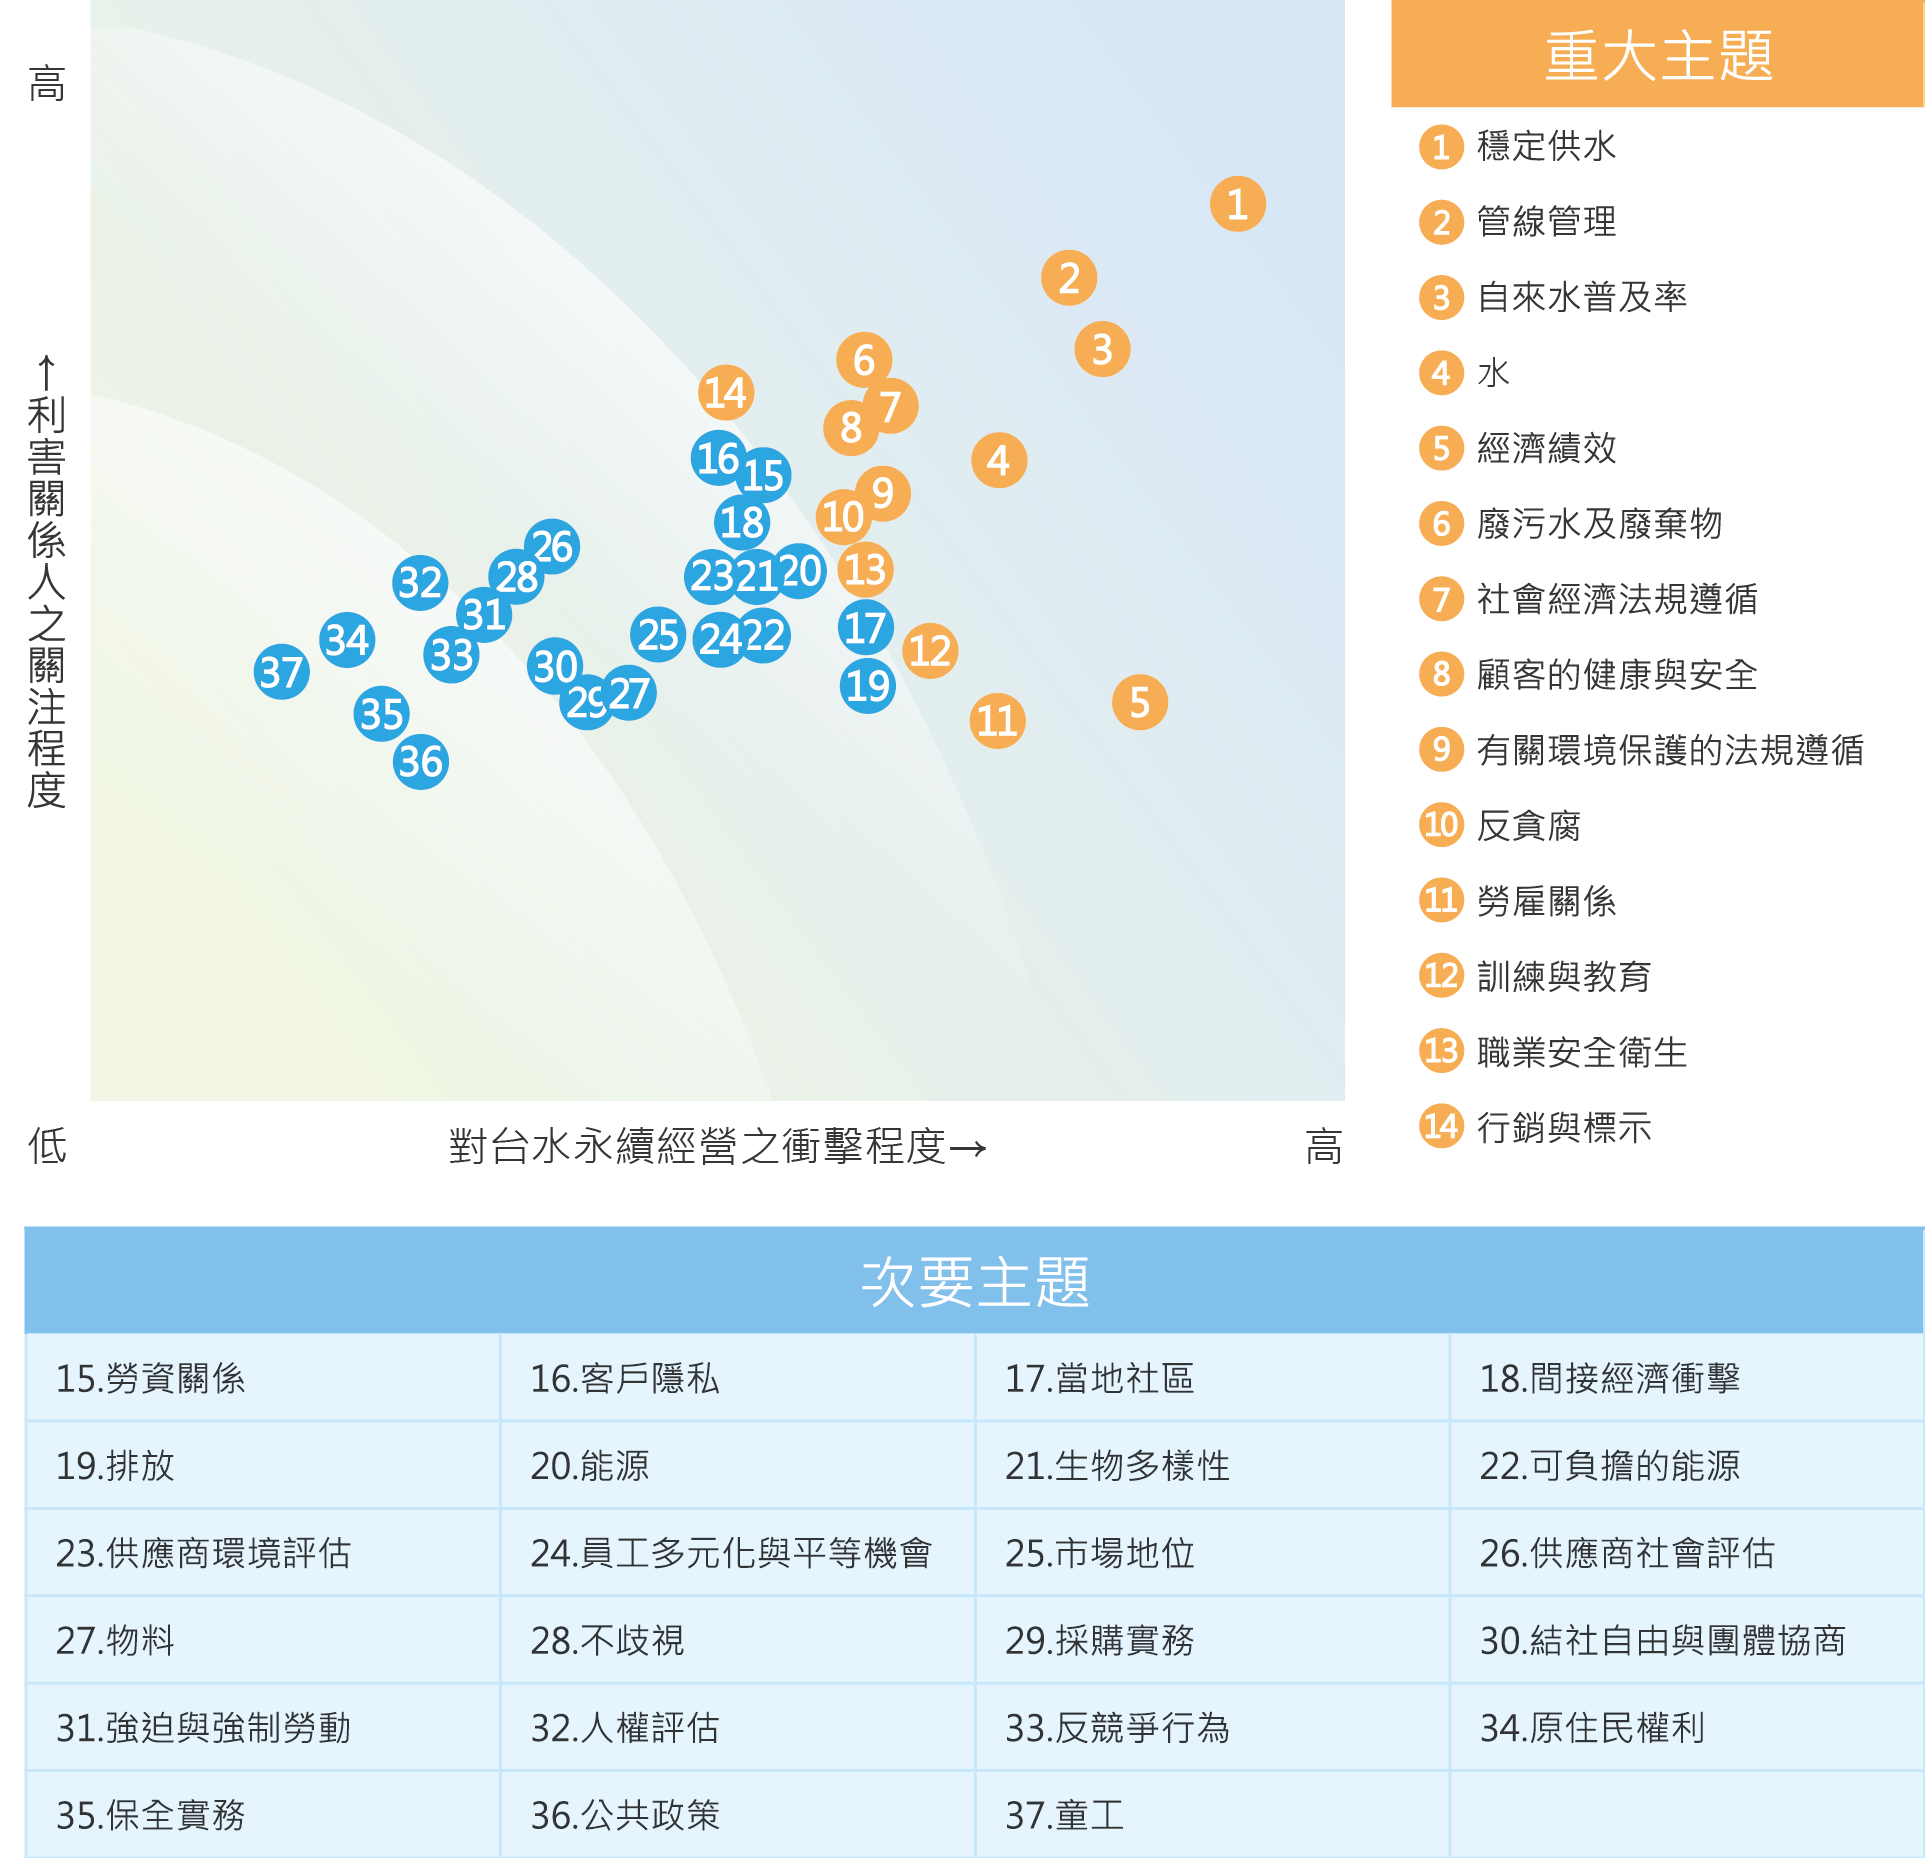 高
↑利害關係人之關注程度
1
2
3
6
14
7
8
16
4
15
9
10
18
26
13
28
23
21
20
32
31
17
25
22
34
24
12
33
30
37
19
27
29
5
35
11
36
低
對台水永續經營之衝擊程度→
高
重大主題
1 穩定供水
2 管線管理
3 自來水普及率
4 水
5 經濟績效
6 廢污水及廢棄物
7 社會經濟法規遵循
8 顧客的健康與安全
9 有關環境保護的法規遵循
10 反貪腐
11 勞雇關係
12 訓練與教育
13 職業安全衛生
14 行銷與標示
次要主題
15.勞資關係 16.客戶隱私 17.當地社區 18.間接經濟衝擊
19.排放 20.能源 21.生物多樣性 22.可負擔的能源
23.供應商環境評估 24.員工多元化與平等機會 25.市場地位 26.供應商社會評估
27.物料 28.不歧視 29.採購實務 30.結社自由與團體協商
31.強迫與強制勞動 32.人權評估 33.反競爭行為 34.原住民權利
35.保全實務 36.公共政策 37.童工